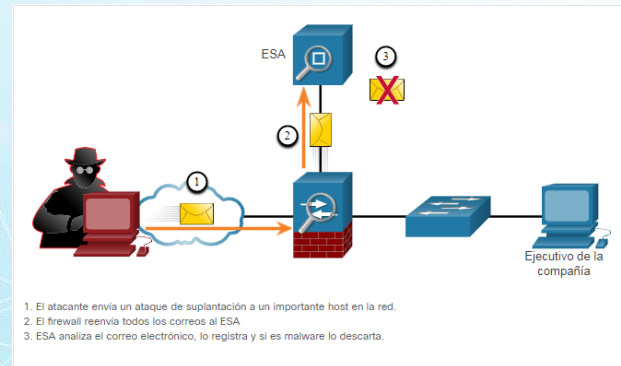 ESA
3
2
1
Ejecutivo de la
compañía
1. El atacante envía un ataque de suplantación a un importante host en la red.
2. El firewall reenvía todos los correos al ESA
3. ESA analiza el correo electrónico, lo registra y si es malware lo descarta.